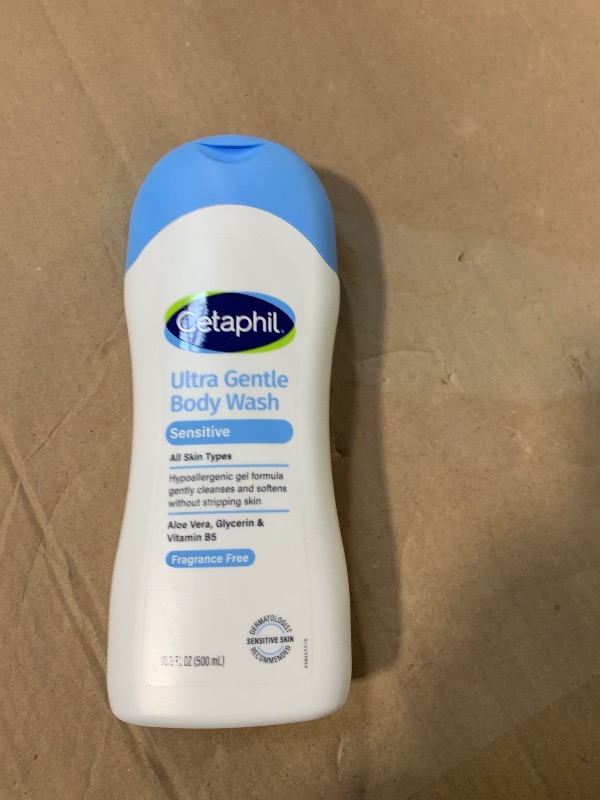 Cetaphil
Ultra Gentle
Body Wash
Sensitive
All Skin Types
Hypoallergenic gel formula
gently cleanses and softens
without stripping skin
Aloe Vera, Glycerin &
Vitamin B5
Fragrance Free
DERMATOLOGIST
SENSITIVE SKIN
RECOMMENDED
FL OZ (500 mL)